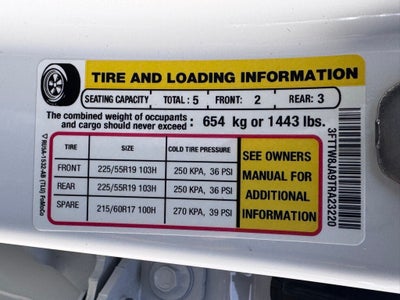 TIRE AND LOADING INFORMATION
SEATING CAPACITY TOTAL : 5 FRONT: 2 REAR: 3
The combined weight of occupants
and cargo should never exceed : 654 kg or 1443 lbs.
TIRE SIZE COLD TIRE PRESSURE
FRONT 225/55R19 103H 250 KPA, 36 PSI
REAR 225/55R19 103H 250 KPA, 36 PSI
SPARE 215/60R17 100H 270 KPA, 39 PSI
SEE OWNERS
MANUAL FOR
ADDITIONAL
INFORMATION
3FTTW8JA9TRA23220